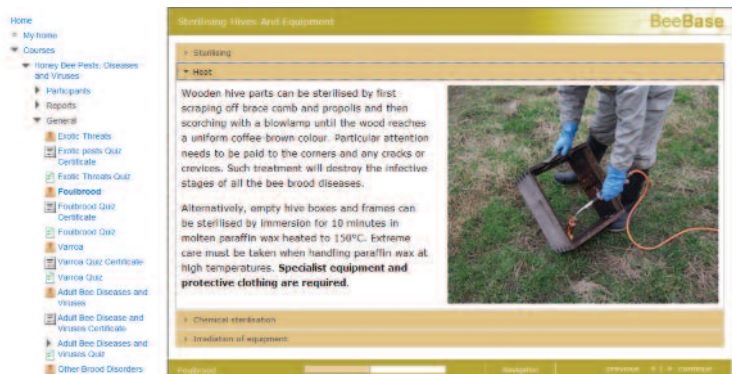 Home
My home
Courses
Honey Bee Pests, Diseases
and Viruses
Participants
Reports
General
Exotic Threats
Exotic pests Quiz
Certificate
Exotic Threats Quiz
Foulbrood
Foulbrood Quiz
Certificate
Foulbrood Quiz
Varroa
Varroa Quiz Certificate
Varroa Quiz
Adult Bee Diseases and
Viruses
Adult Bee Disease and
Viruses Certificate
Adult Bee Diseases and
Viruses Quiz
Other Brood Disorders
Sterilising Hives And Equipment
BeeBase
Sterilising
Heat
Wooden hive parts can be sterilised by first
scraping off brace comb and propolis and then
scorching with a blowlamp until the wood reaches
a uniform coffee-brown colour. Particular attention
needs to be paid to the corners and any cracks or
crevices. Such treatment will destroy the infective
stages of all the bee brood diseases.
Alternatively, empty hive boxes and frames can
be sterilised by immersion for 10 minutes in
molten paraffin wax heated to 150°C. Extreme
care must be taken when handling paraffin wax at
high temperatures. Specialist equipment and
protective clothing are required.
Chemical sterilisation
Irradiation of equipment
Foulbrood
Navigation
previous
continue